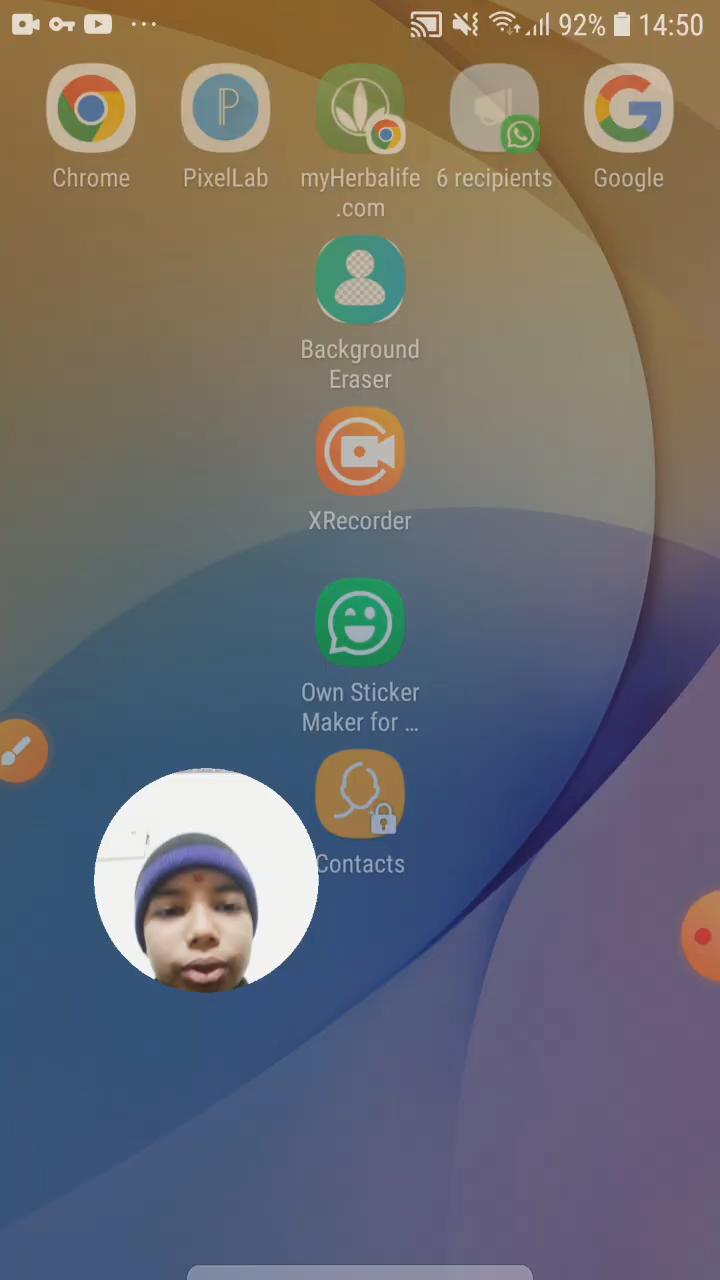 92% 14:50
Chrome PixelLab myHerbalife 6 recipients Google
.com
Background
Eraser
XRecorder
Own Sticker
Maker for ...
Contacts